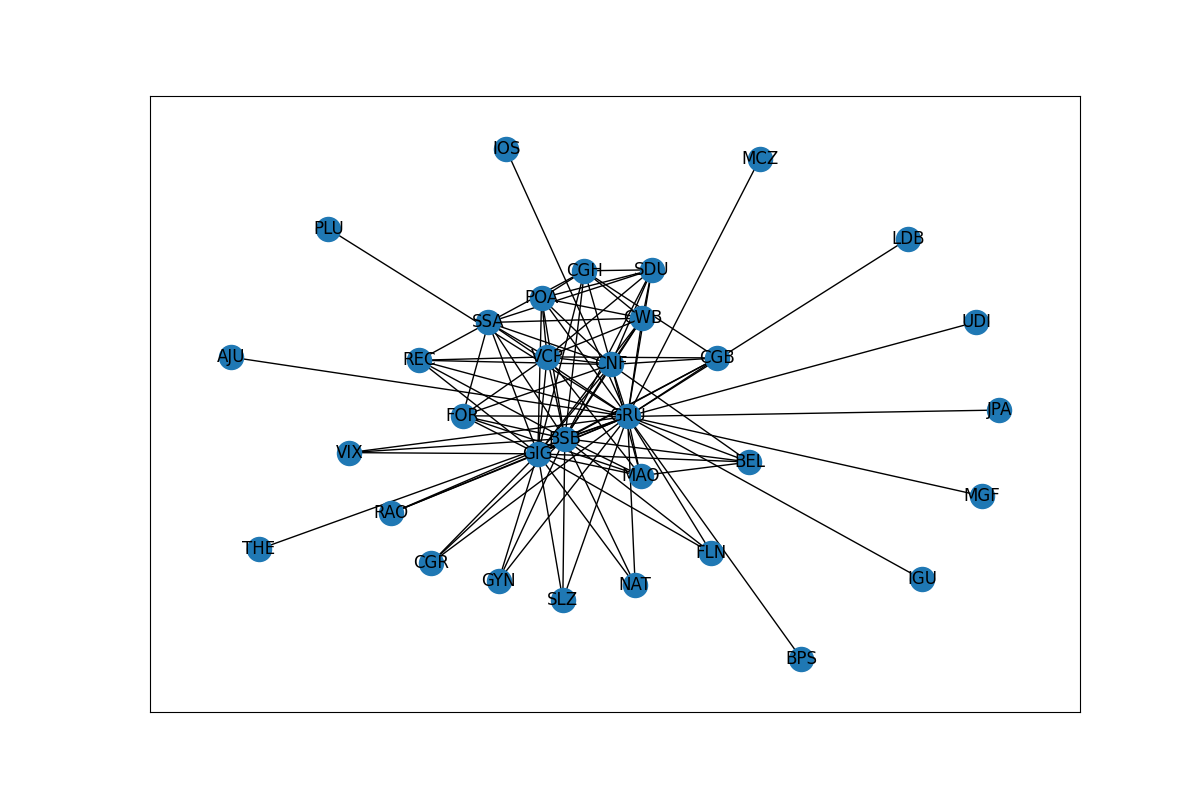 IOS
MCZ
PLU
LDB
CGH
SDU
POA
SSA
CWB
UDI
AJU
REC
VCP
CNF
CGB
FOR
GRU
JPA
BSB
VIX
GIG
BEL
MAO
MGF
RAO
THE
CGR
FLN
GYN
NAT
IGU
SLZ
BPS